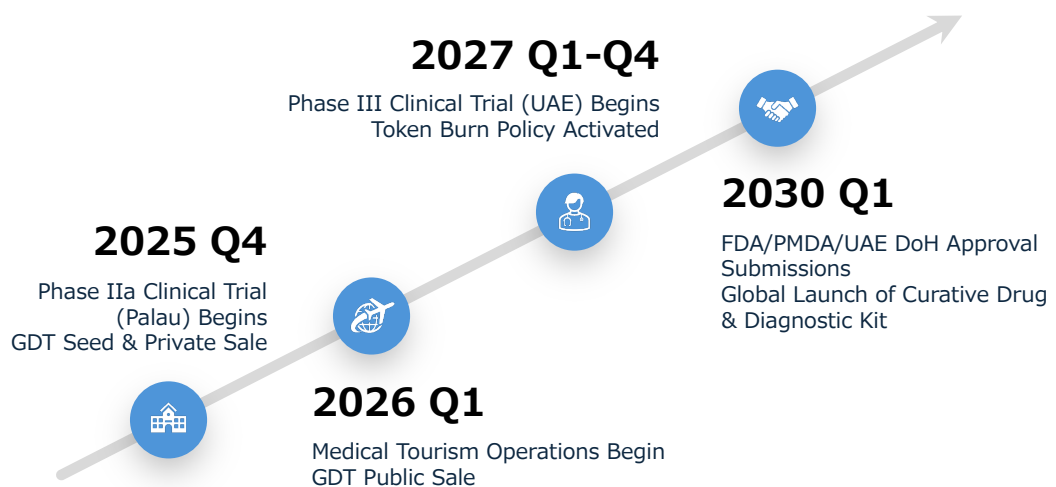 2025 Q4
Phase IIa Clinical Trial
(Palau) Begins
GDT Seed & Private Sale
2026 Q1
Medical Tourism Operations Begin
GDT Public Sale
2027 Q1-Q4
Phase III Clinical Trial (UAE) Begins
Token Burn Policy Activated
2030 Q1
FDA/PMDA/UAE DoH Approval
Submissions
Global Launch of Curative Drug
& Diagnostic Kit